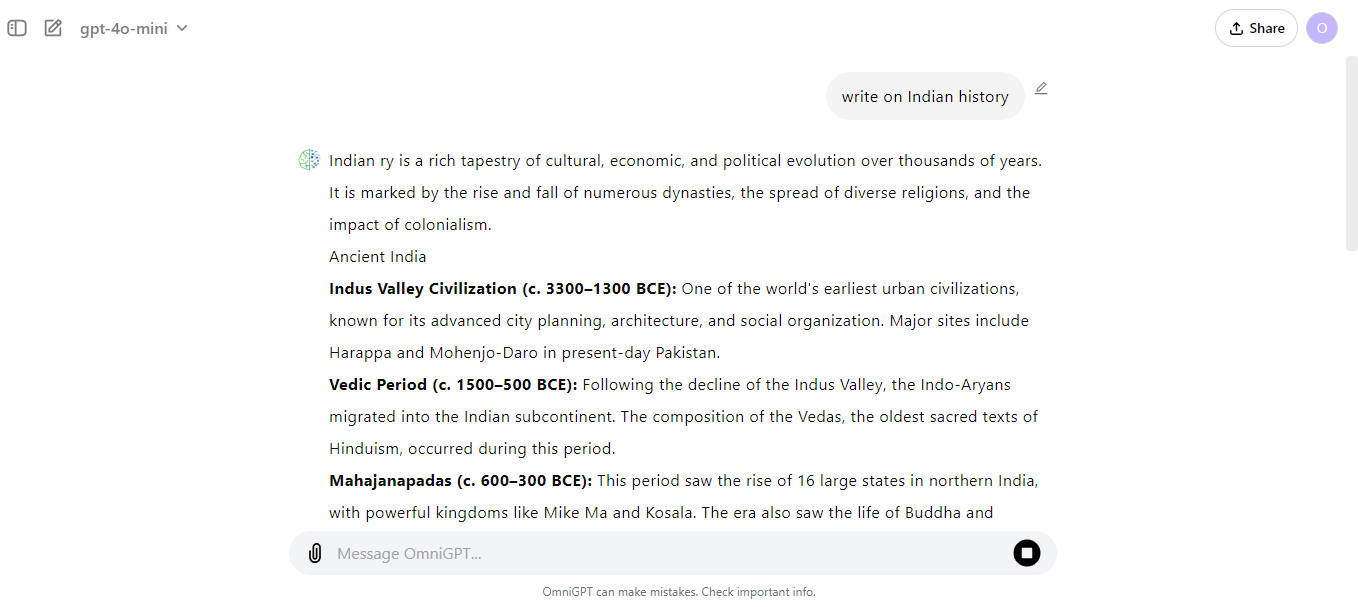 gpt-4o-mini
Share
O
write on Indian history
Indian ry is a rich tapestry of cultural, economic, and political evolution over thousands of years.
It is marked by the rise and fall of numerous dynasties, the spread of diverse religions, and the
impact of colonialism.
Ancient India
Indus Valley Civilization (c. 3300–1300 BCE): One of the world's earliest urban civilizations,
known for its advanced city planning, architecture, and social organization. Major sites include
Harappa and Mohenjo-Daro in present-day Pakistan.
Vedic Period (c. 1500–500 BCE): Following the decline of the Indus Valley, the Indo-Aryans
migrated into the Indian subcontinent. The composition of the Vedas, the oldest sacred texts of
Hinduism, occurred during this period.
Mahajanapadas (c. 600–300 BCE): This period saw the rise of 16 large states in northern India,
with powerful kingdoms like Mike Ma and Kosala. The era also saw the life of Buddha and
Message OmniGPT...
OmniGPT can make mistakes. Check important info.